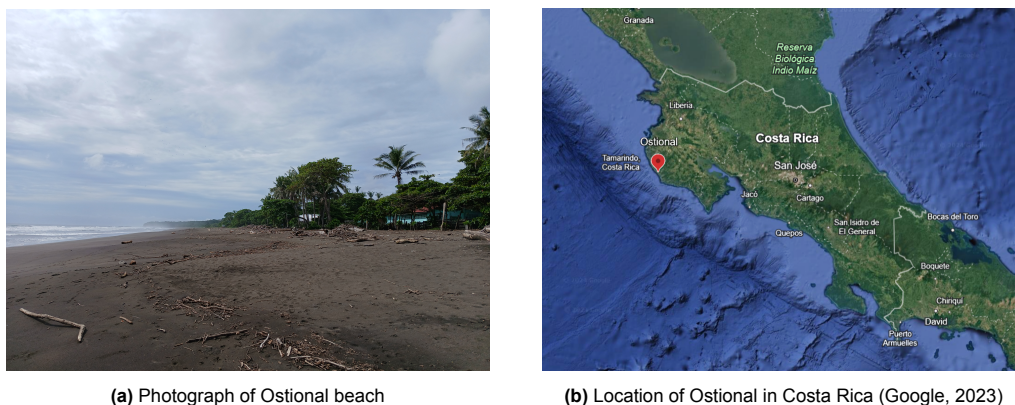 Granada
Reserva
Biológica
Indio Maíz
Liberia
Ostional
Costa Rica
Tamarindo,
Costa Rica
San José
Jacó
Cartago
San Isidro de
El General
Bocas del Toro
Quepos
Boquete
Chiriqui
David
Puerto
Armuelles
(a) Photograph of Ostional beach
(b) Location of Ostional in Costa Rica (Google, 2023)